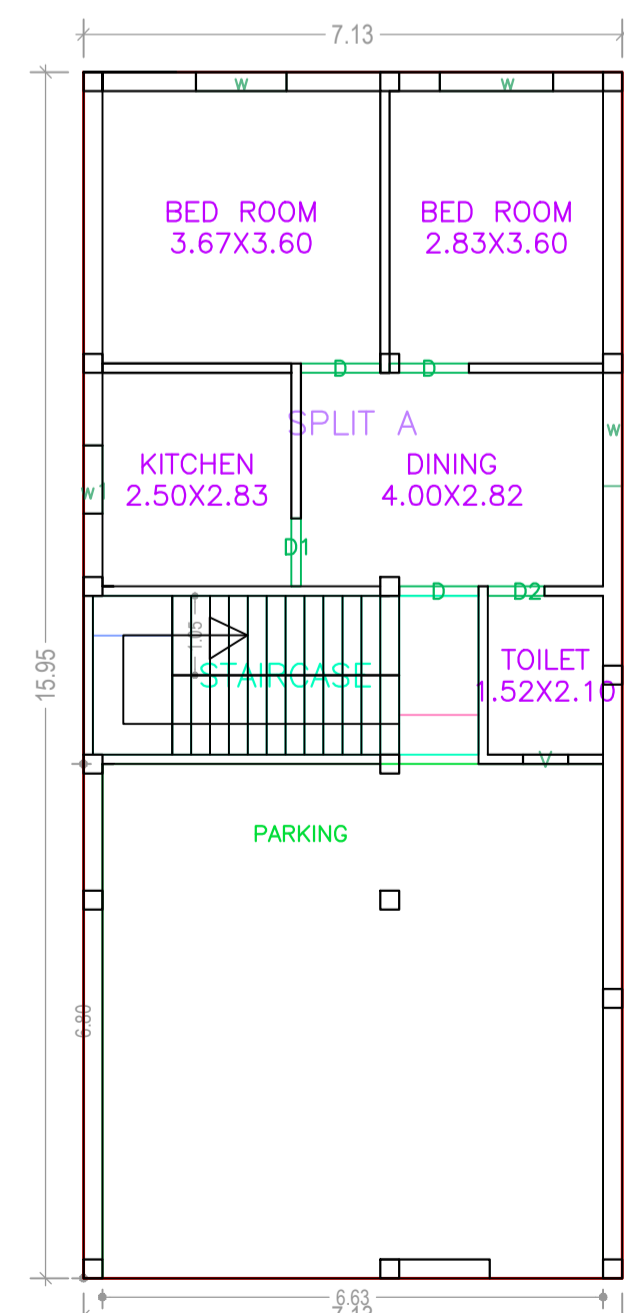 7.13
w
w
BED ROOM
3.67X3.60
BED ROOM
2.83X3.60
D
D
SPLIT A
w
KITCHEN
2.50X2.83
DINING
4.00X2.82
w1
D1
D
D2
1.05
STAIRCASE
TOILET
1.52X2.10
15.95
V
PARKING
6.80
6.63
7.13